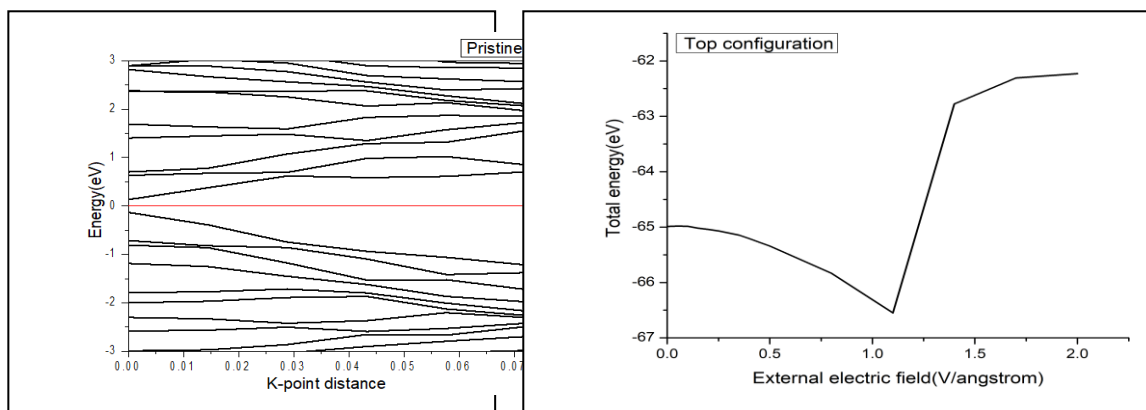 Pristine
3
2
1
0
-1
-2
-3
Energy(eV)
0.00 0.01 0.02 0.03 0.04 0.05 0.06 0.07
K-point distance
Top configuration
-62
-63
-64
-65
-66
-67
Total energy(eV)
0.0 0.5 1.0 1.5 2.0
External electric field(V/angstrom)